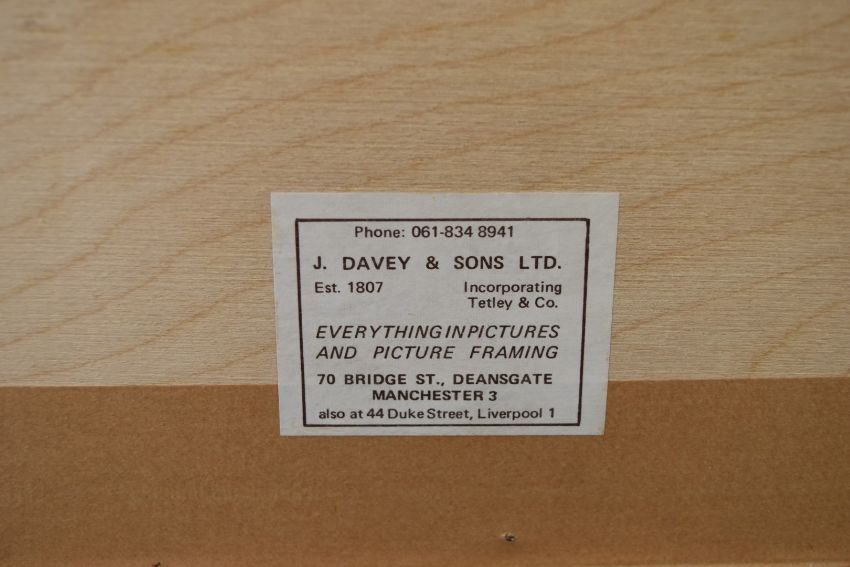 Phone: 061-834 8941
J. DAVEY & SONS LTD.
Est. 1807 Incorporating
Tetley & Co.
EVERYTHING IN PICTURES
AND PICTURE FRAMING
70 BRIDGE ST., DEANSGATE
MANCHESTER 3
also at 44 Duke Street, Liverpool 1